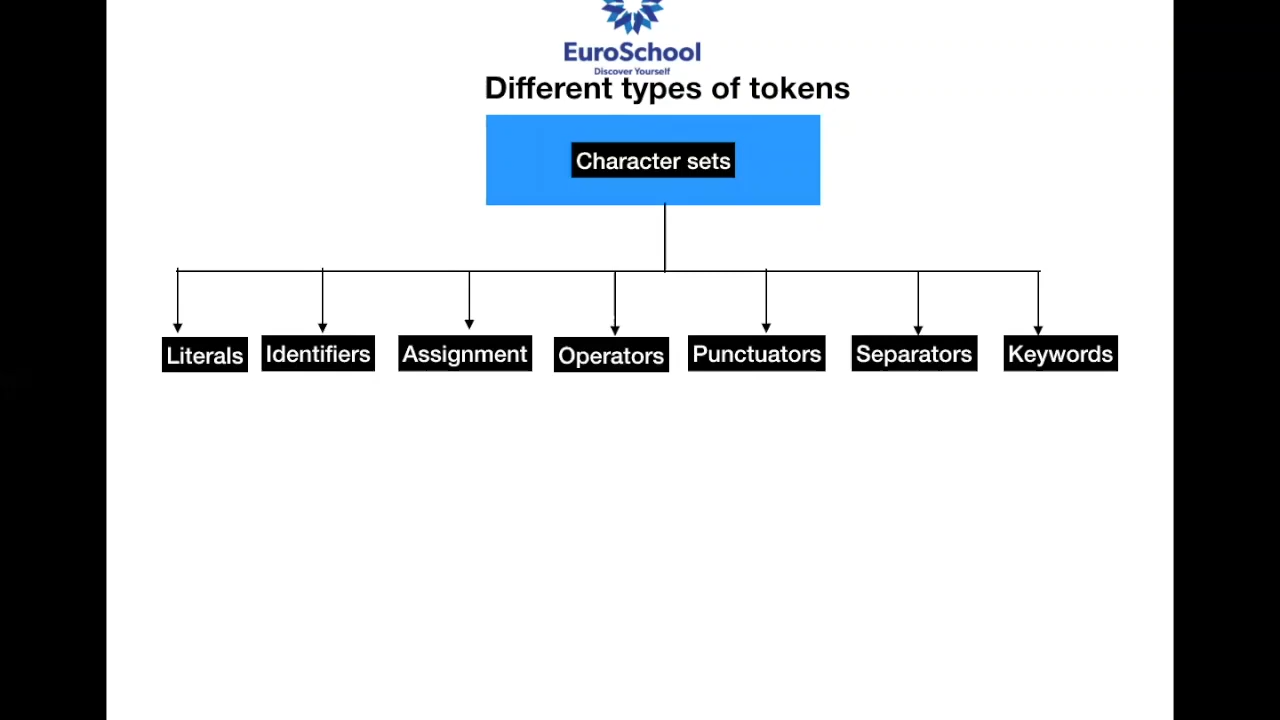 EuroSchool
Discover Yourself
Different types of tokens
Character sets
Literals Identifiers Assignment Operators Punctuators Separators Keywords